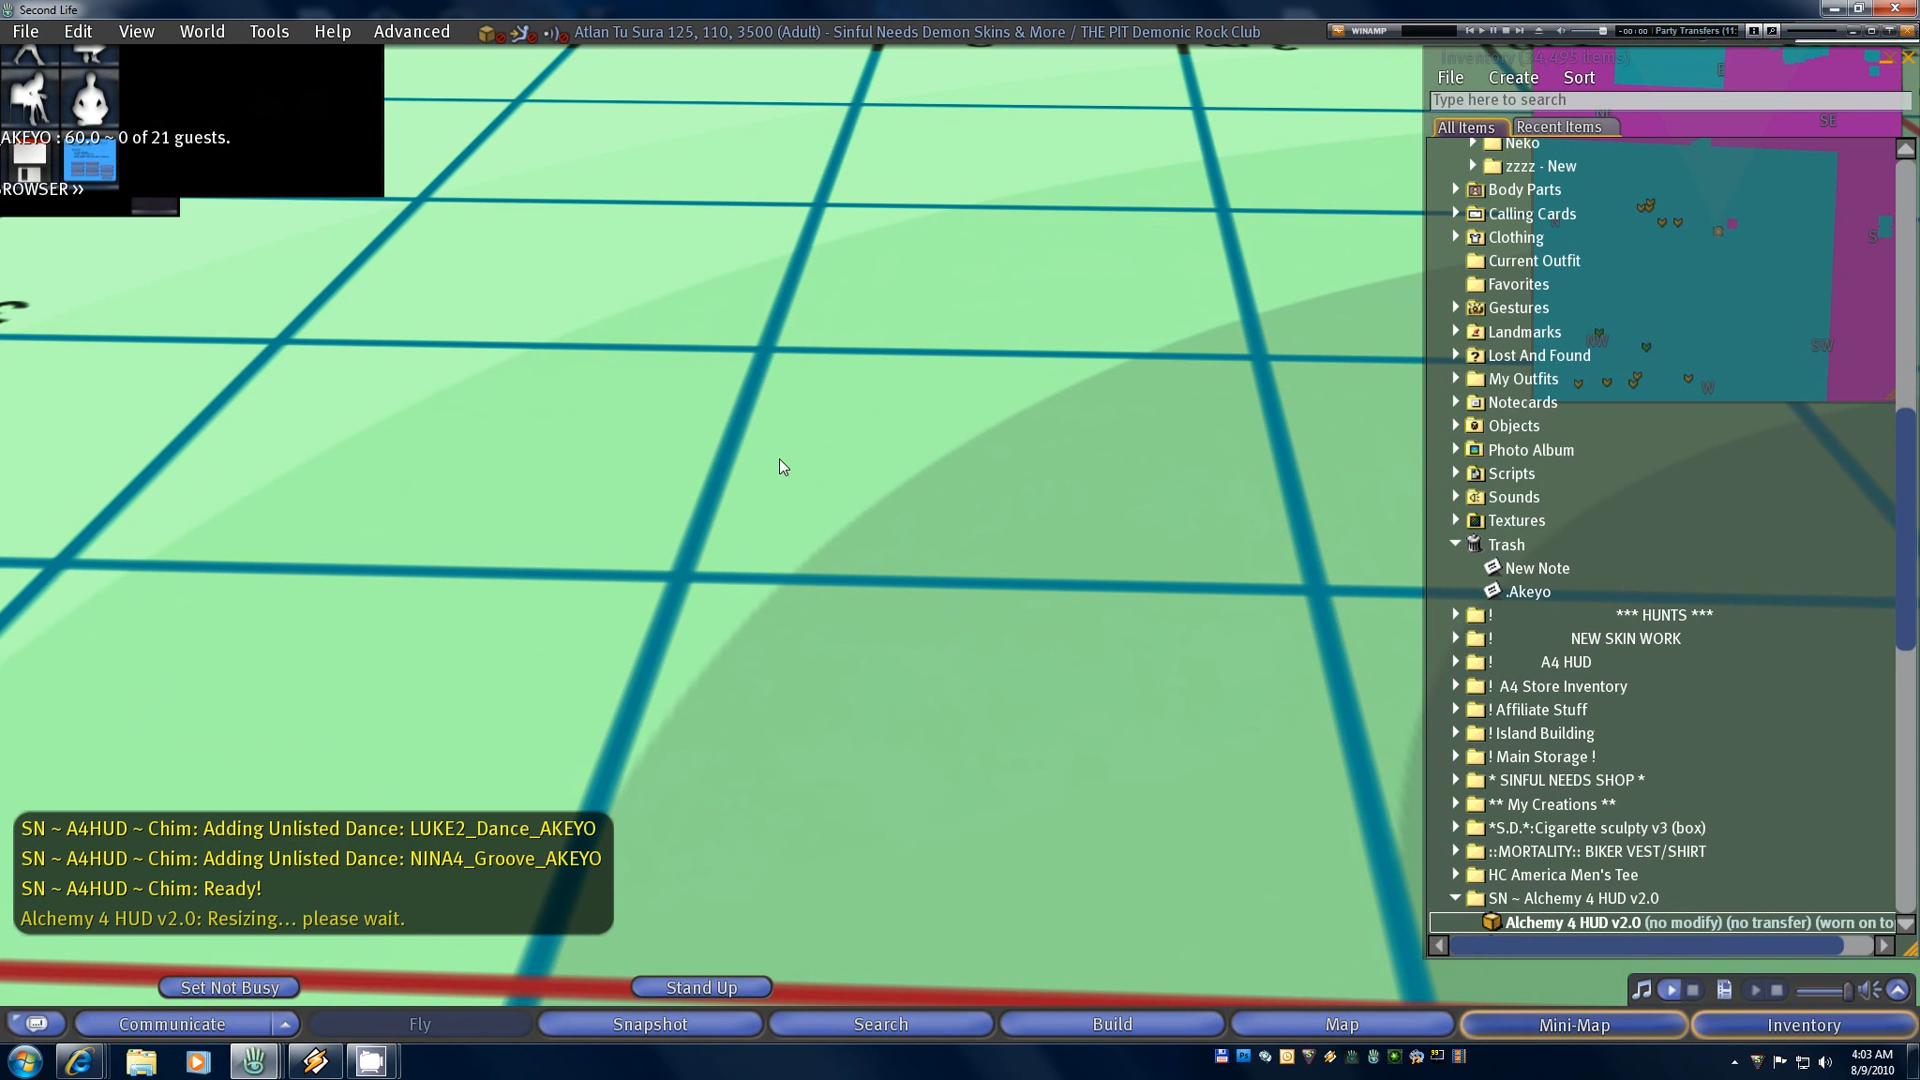 Second Life
File Edit View World Tools Help Advanced
Atlan Tu Sura 125, 110, 3500 (Adult) - Sinful Needs Demon Skins & More / THE PIT Demonic Rock Club
WINAMP
Party Transfers (11:
AKEYO : 60.0 ~ 0 of 21 guests.
ROWSER >>
Inventory (24,495 items)
File Create Sort
Type here to search
All Items Recent Items
Neko
zzzz - New
Body Parts
Calling Cards
Clothing
Current Outfit
Favorites
Gestures
Landmarks
Lost And Found
My Outfits
Notecards
Objects
Photo Album
Scripts
Sounds
Textures
Trash
New Note
.Akeyo
! *** HUNTS ***
! NEW SKIN WORK
! A4 HUD
! A4 Store Inventory
! Affiliate Stuff
! Island Building
! Main Storage !
* SINFUL NEEDS SHOP *
** My Creations **
*S.D.*:Cigarette sculpty v3 (box)
::MORTALITY:: BIKER VEST/SHIRT
HC America Men's Tee
SN ~ Alchemy 4 HUD v2.0
Alchemy 4 HUD v2.0 (no modify) (no transfer) (worn on to
E
SE
S
SW
W
NW
SN ~ A4HUD ~ Chim: Adding Unlisted Dance: LUKE2_Dance_AKEYO
SN ~ A4HUD ~ Chim: Adding Unlisted Dance: NINA4_Groove_AKEYO
SN ~ A4HUD ~ Chim: Ready!
Alchemy 4 HUD v2.0: Resizing... please wait.
Set Not Busy
Stand Up
Communicate
Fly
Snapshot
Search
Build
Map
Mini-Map
Inventory
4:03 AM
8/9/2010